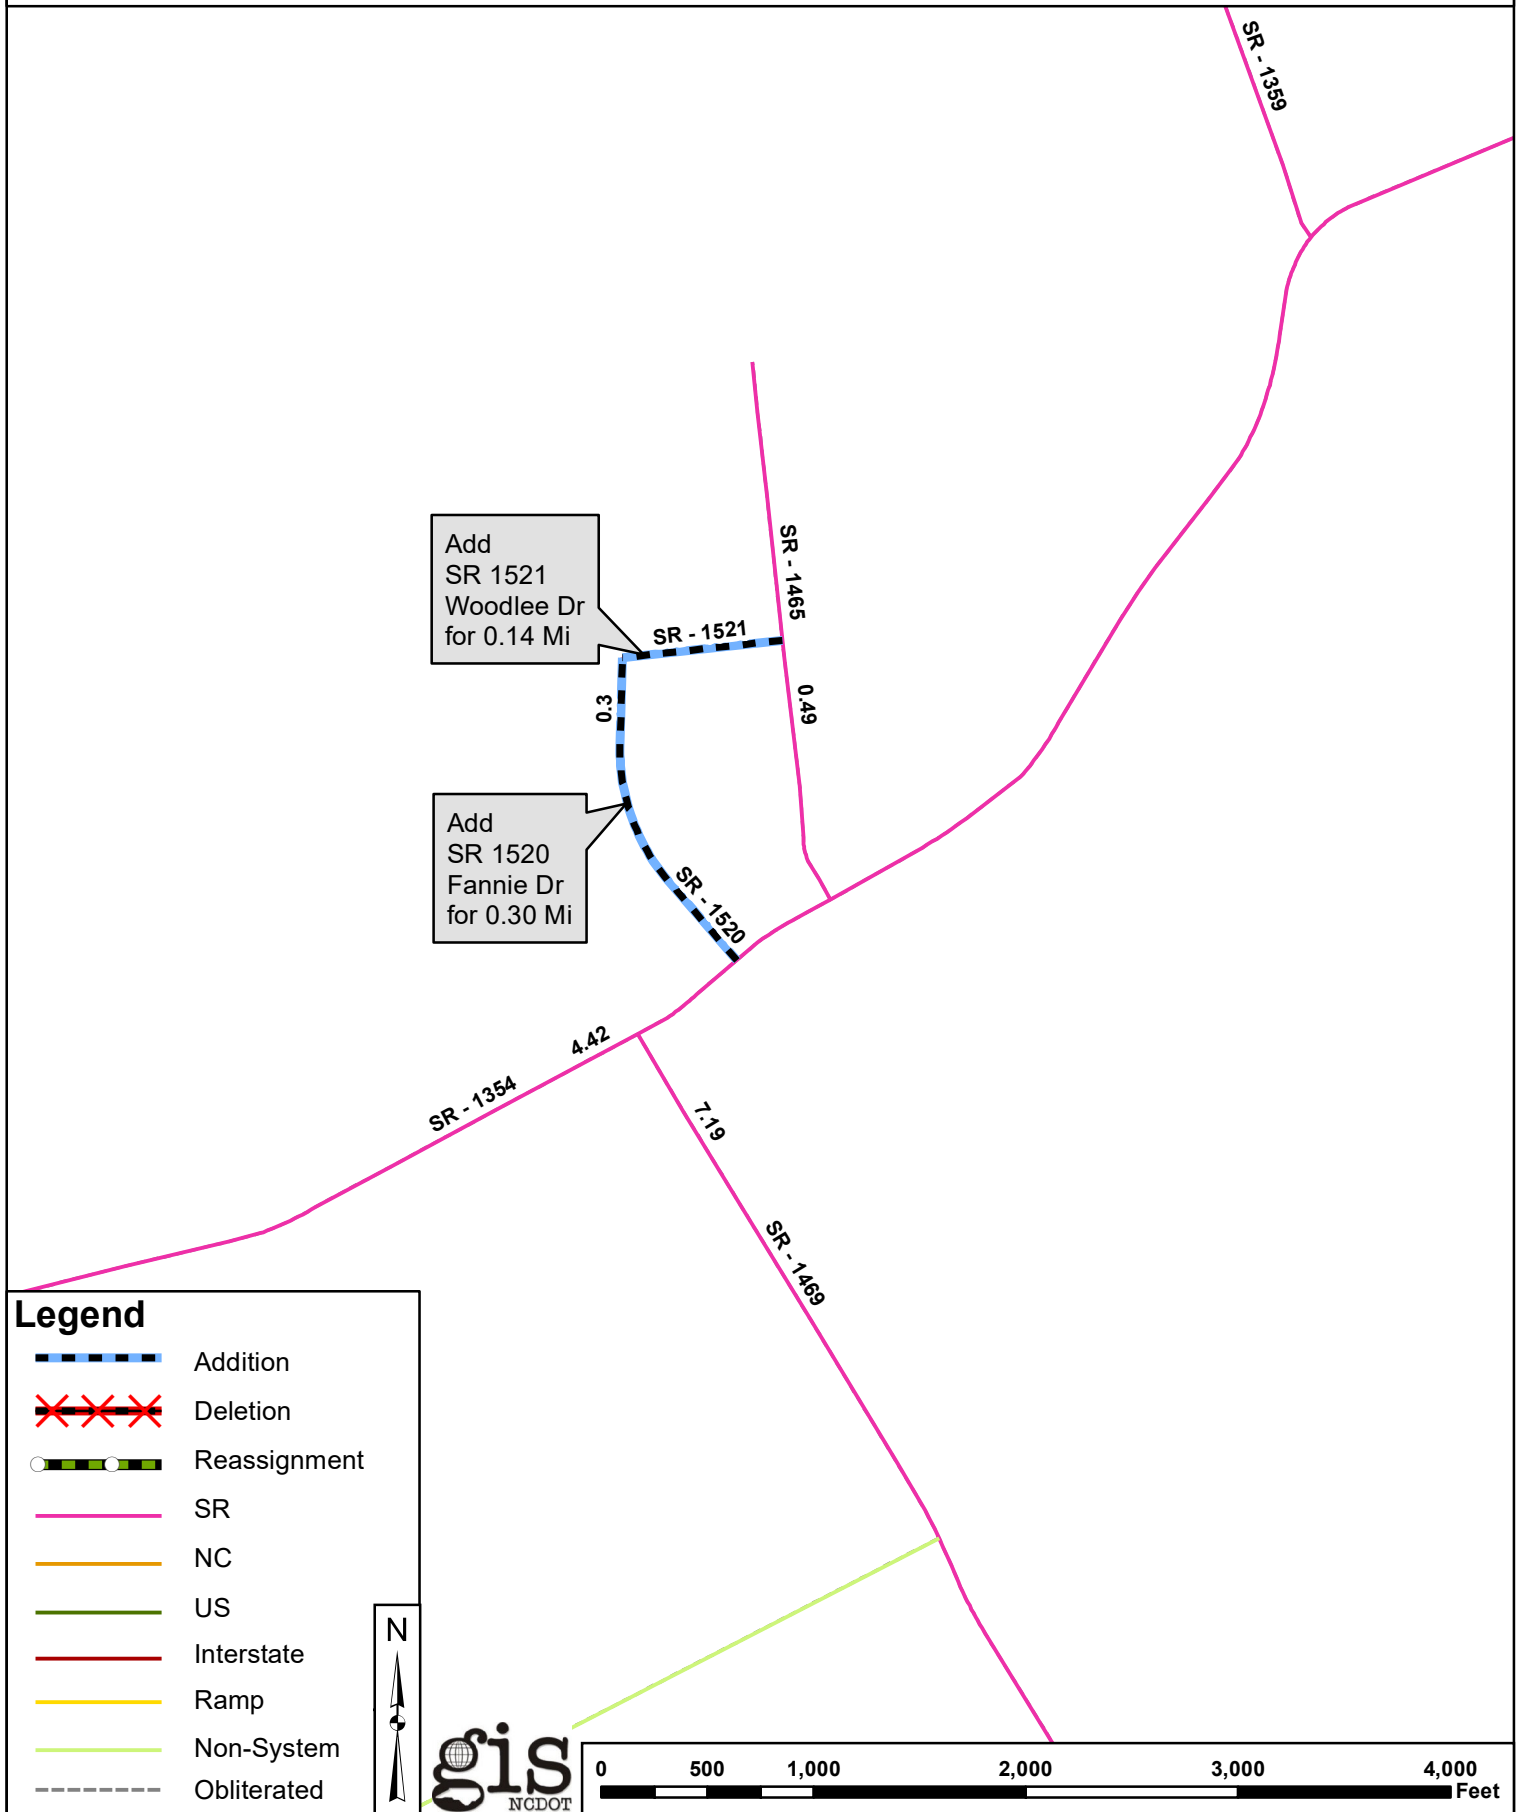 SR - 1359
Add
SR 1521
Woodlee Dr
for 0.14 Mi
SR - 1465
SR - 1521
0.3
0.49
Add
SR 1520
Fannie Dr
for 0.30 Mi
SR - 1520
4.42
SR - 1354
7.19
SR - 1469
Legend
Addition
Deletion
Reassignment
SR
NC
US
Interstate
Ramp
Non-System
Obliterated
N
gis
NCDOT
0 500 1,000 2,000 3,000 4,000
Feet